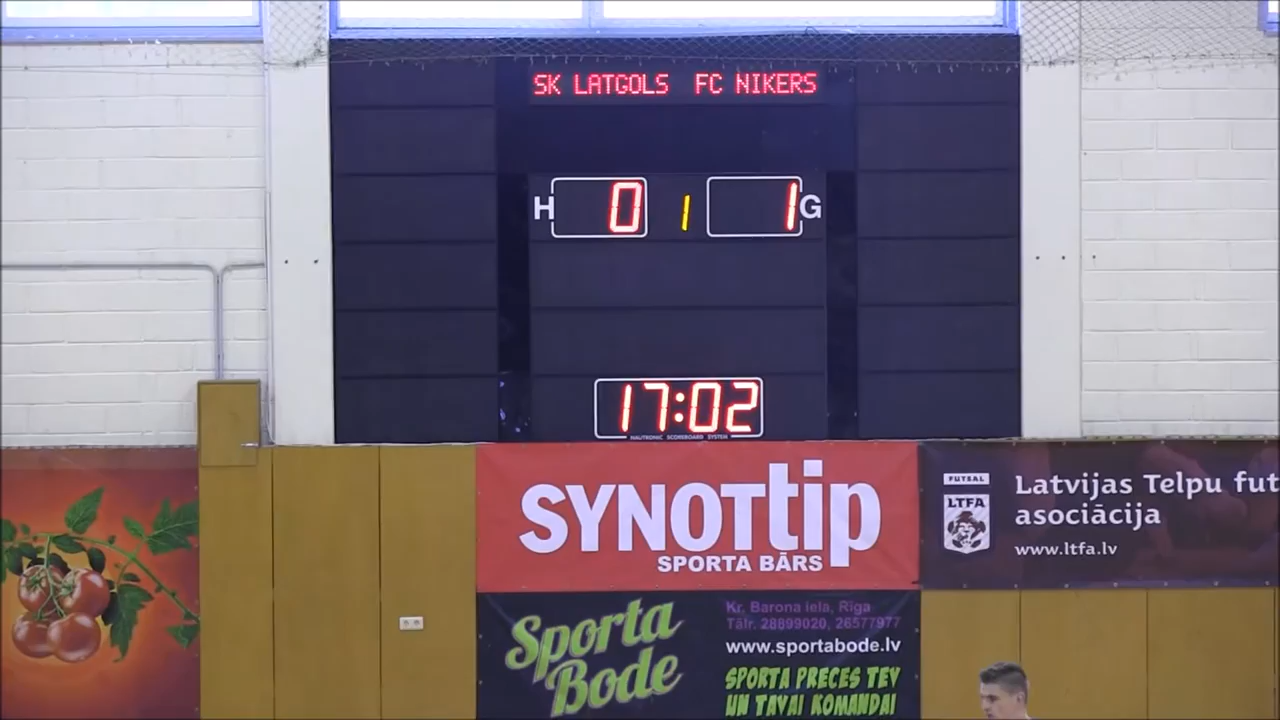 SK LATGOLS FC NIKERS
H 0 1 1 G
17:02
NAUTRONIC SCOREBOARD SYSTEM
SYNOTtip
SPORTA BĀRS
FUTSAL
LTFA
Latvijas Telpu fut
asociācija
www.ltfa.lv
Sporta
Bode
Kr. Barona iela, Rīga
Tālr. 28899020, 26577977
www.sportabode.lv
SPORTA PRECES TEV
UN TAVAI KOMANDAI